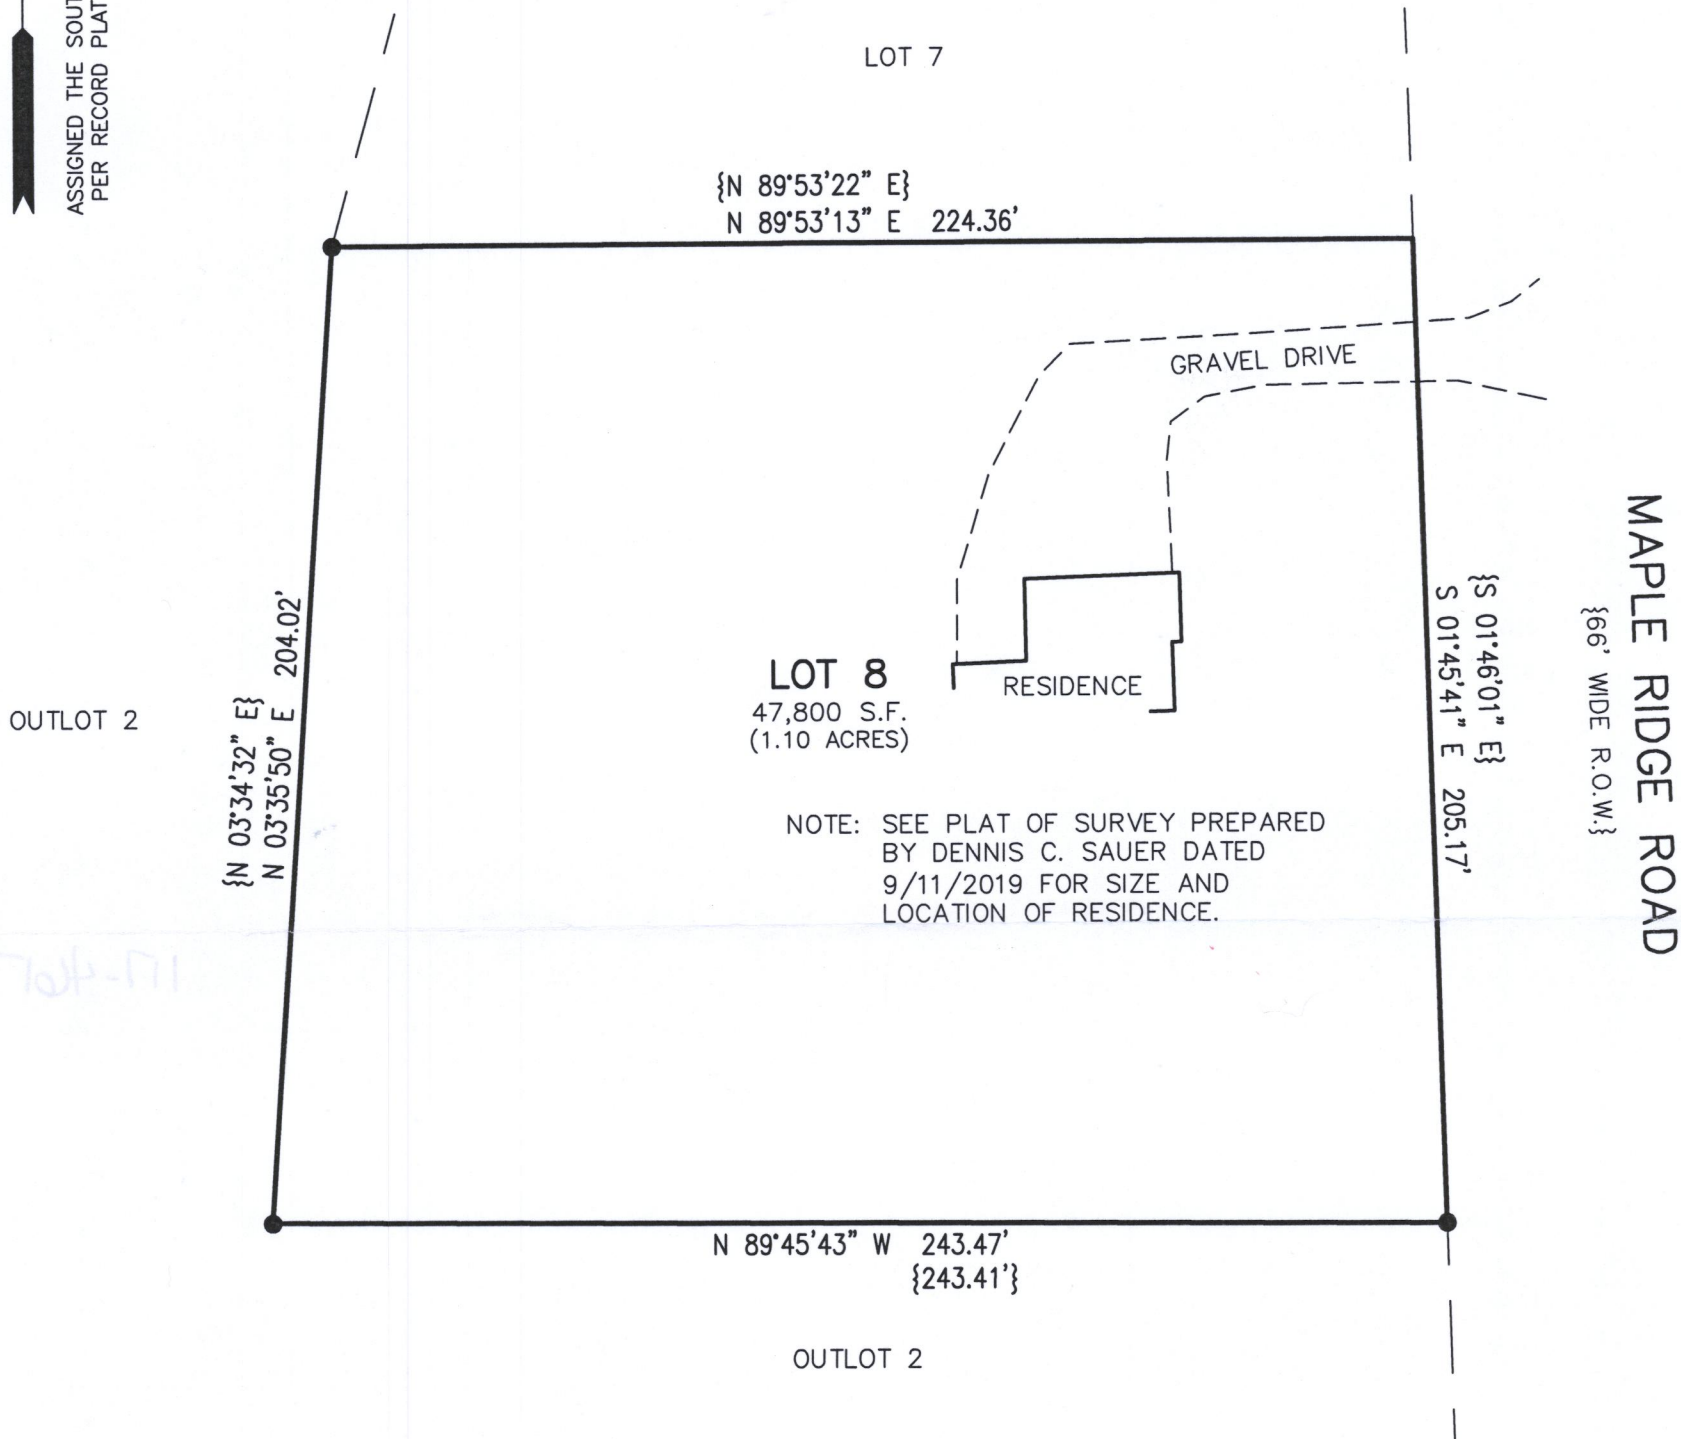 ASSIGNED THE SOUT
PER RECORD PLAT
LOT 7
{N 89°53'22" E}
N 89°53'13" E 224.36'
GRAVEL DRIVE
MAPLE RIDGE ROAD
{66' WIDE R.O.W.}
{S 01°46'01" E}
S 01°45'41" E 205.17'
{N 03°34'32" E}
N 03°35'50" E 204.02'
OUTLOT 2
LOT 8
47,800 S.F.
(1.10 ACRES)
RESIDENCE
NOTE: SEE PLAT OF SURVEY PREPARED
BY DENNIS C. SAUER DATED
9/11/2019 FOR SIZE AND
LOCATION OF RESIDENCE.
N 89°45'43" W 243.47'
{243.41'}
OUTLOT 2